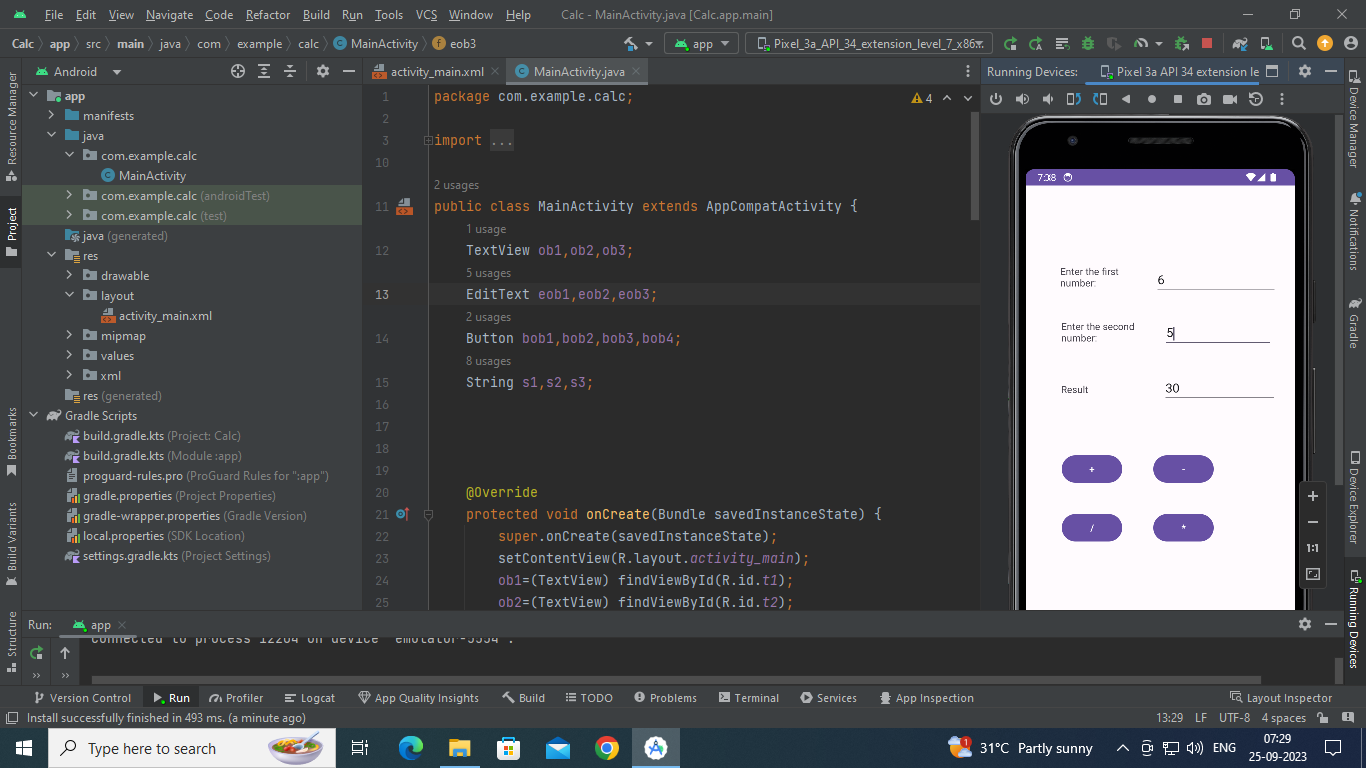 File Edit View Navigate Code Refactor Build Run Tools VCS Window Help Calc - MainActivity.java [Calc.app.main]
Calc app src main java com example calc MainActivity eob3 app Pixel_3a_API_34_extension_level_7_x86...
Android activity_main.xml MainActivity.java Running Devices: Pixel 3a API 34 extension le
Resource Manager
Project
Bookmarks
Build Variants
Structure
app
manifests
java
com.example.calc
MainActivity
com.example.calc (androidTest)
com.example.calc (test)
java (generated)
res
drawable
layout
activity_main.xml
mipmap
values
xml
res (generated)
Gradle Scripts
build.gradle.kts (Project: Calc)
build.gradle.kts (Module :app)
proguard-rules.pro (ProGuard Rules for ":app")
gradle.properties (Project Properties)
gradle-wrapper.properties (Gradle Version)
local.properties (SDK Location)
settings.gradle.kts (Project Settings)
1 package com.example.calc; 4
2
3 import ...
10
2 usages
11 public class MainActivity extends AppCompatActivity {
1 usage
12 TextView ob1,ob2,ob3;
5 usages
13 EditText eob1,eob2,eob3;
2 usages
14 Button bob1,bob2,bob3,bob4;
8 usages
15 String s1,s2,s3;
16
17
18
19
20 @Override
21 protected void onCreate(Bundle savedInstanceState) {
22 super.onCreate(savedInstanceState);
23 setContentView(R.layout.activity_main);
24 ob1=(TextView) findViewById(R.id.t1);
25 ob2=(TextView) findViewById(R.id.t2);
7:38
Enter the first
number: 6
Enter the second
number: 5
Result 30
+ -
/ *
1:1
Device Manager
Notifications
Gradle
Device Explorer
Running Devices
Run: app
Connected to process 12264 on device 'emulator-5554'.
Version Control Run Profiler Logcat App Quality Insights Build TODO Problems Terminal Services App Inspection Layout Inspector
Install successfully finished in 493 ms. (a minute ago) 13:29 LF UTF-8 4 spaces
Type here to search 1 31°C Partly sunny ENG 07:29
25-09-2023